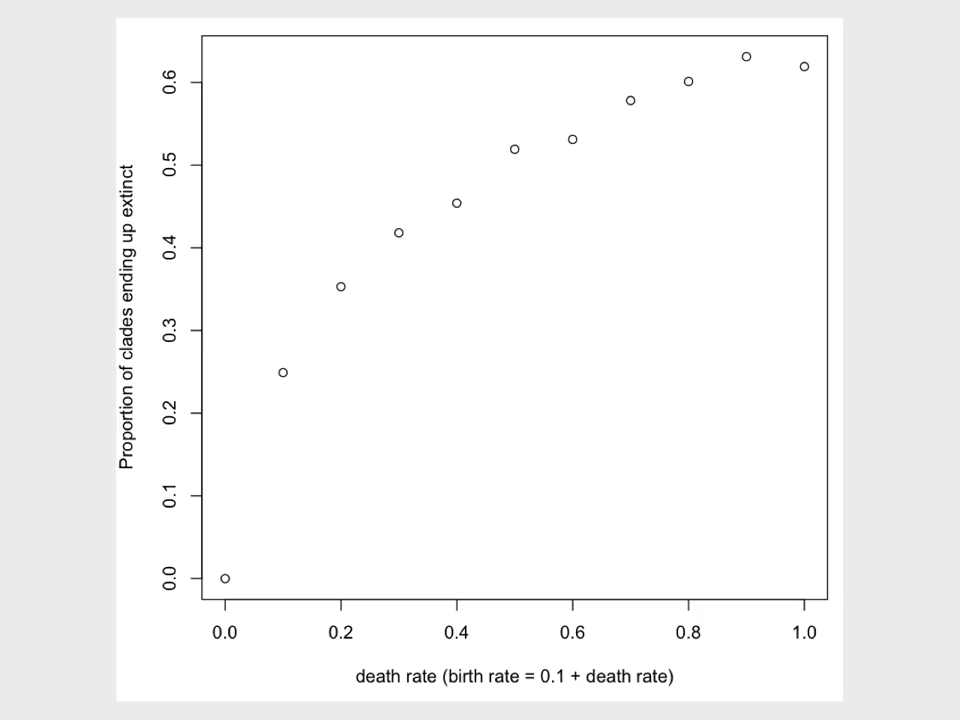 Proportion of clades ending up extinct
0.6
0.5
0.4
0.3
0.2
0.1
0.0
0.0 0.2 0.4 0.6 0.8 1.0
death rate (birth rate = 0.1 + death rate)